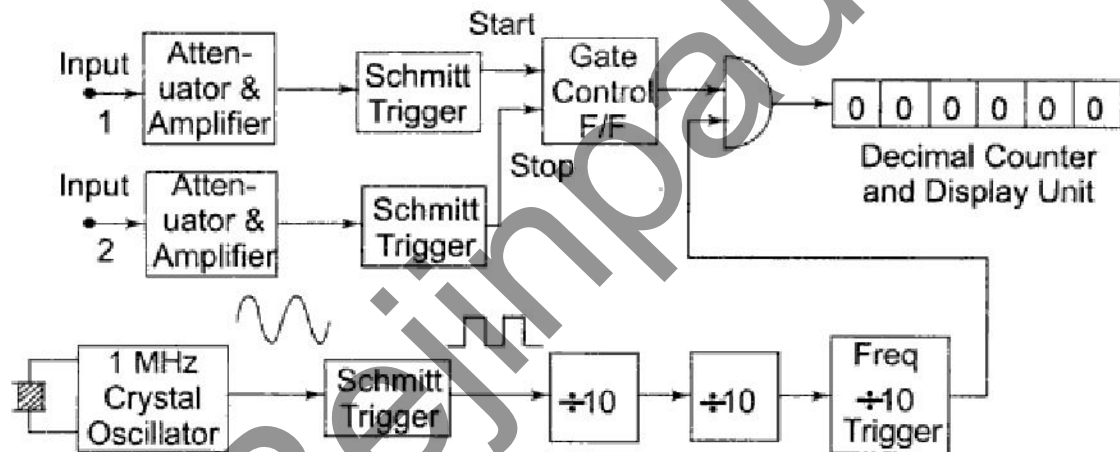 Start
Input
1
Atten-
uator &
Amplifier
Schmitt
Trigger
Gate
Control
F/F
0 0 0 0 0 0
Decimal Counter
and Display Unit
Stop
Input
2
Atten-
uator &
Amplifier
Schmitt
Trigger
1 MHz
Crystal
Oscillator
Schmitt
Trigger
÷10
÷10
Freq
÷10
Trigger